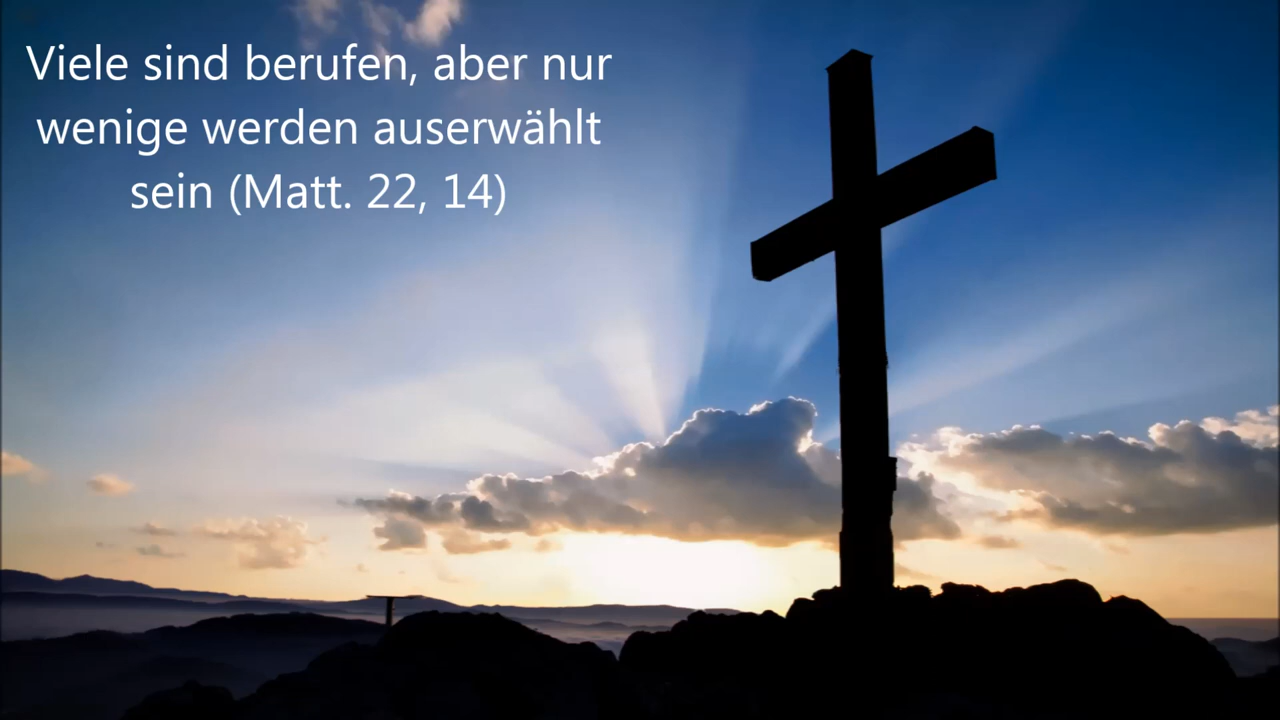 Viele sind berufen, aber nur
wenige werden auserwählt
sein (Matt. 22, 14)